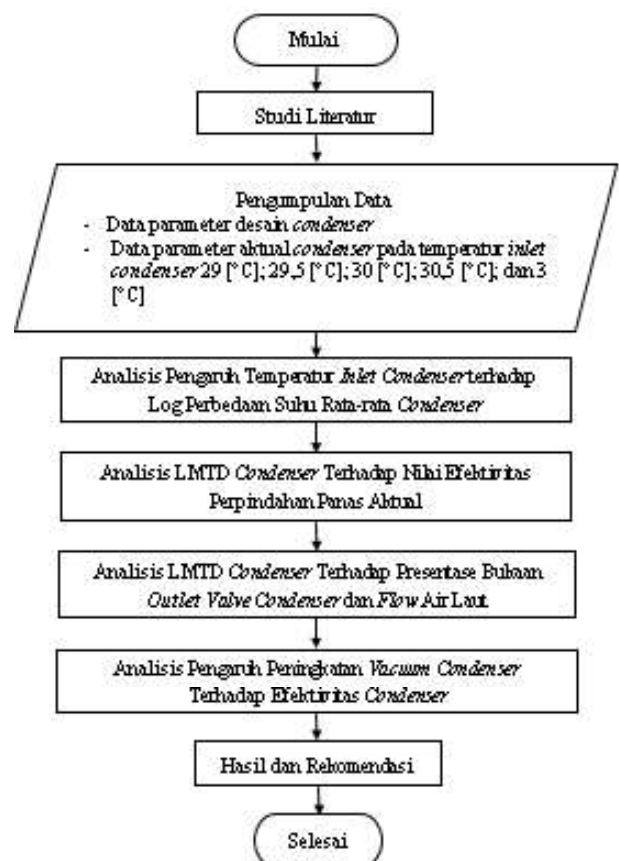 Mulai
Studi Literatur
Pengumpulan Data
- Data parameter desain condenser
- Data parameter aktual condenser pada temperatur inlet
condenser 29 [°C]; 29,5 [°C]; 30 [°C]; 30,5 [°C]; dan 3
[°C]
Analisis Pengaruh Temperatur Inlet Condenser terhadap
Log Perbedaan Suhu Rata-rata Condenser
Analisis LMTD Condenser Terhadap Nilai Efektivitas
Perpindahan Panas Aktual
Analisis LMTD Condenser Terhadap Presentase Bukaan
Outlet Valve Condenser dan Flow Air Laut
Analisis Pengaruh Peningkatan Vacuum Condenser
Terhadap Efektivitas Condenser
Hasil dan Rekomendasi
Selesai